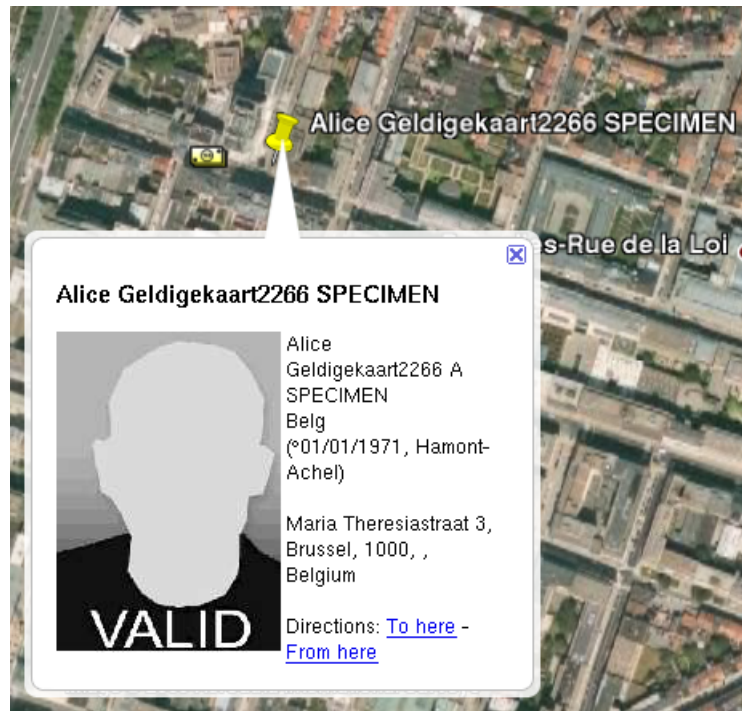 Alice Geldigekaart2266 SPECIMEN
s-Rue de la Loi
Alice Geldigekaart2266 SPECIMEN
Alice
Geldigekaart2266 A
SPECIMEN
Belg
(°01/01/1971, Hamont-
Achel)
Maria Theresiastraat 3,
Brussel, 1000, ,
Belgium
Directions: To here -
From here
VALID